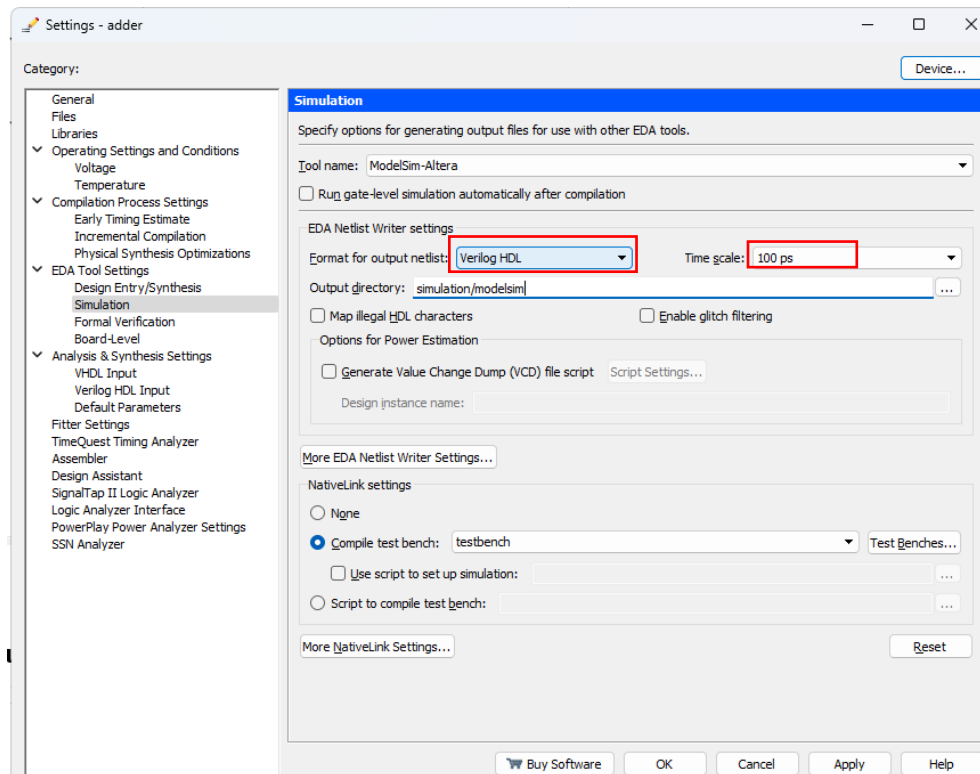 Settings - adder
Category:
Device...
General
Files
Libraries
Operating Settings and Conditions
Voltage
Temperature
Compilation Process Settings
Early Timing Estimate
Incremental Compilation
Physical Synthesis Optimizations
EDA Tool Settings
Design Entry/Synthesis
Simulation
Formal Verification
Board-Level
Analysis & Synthesis Settings
VHDL Input
Verilog HDL Input
Default Parameters
Fitter Settings
TimeQuest Timing Analyzer
Assembler
Design Assistant
SignalTap II Logic Analyzer
Logic Analyzer Interface
PowerPlay Power Analyzer Settings
SSN Analyzer
Simulation
Specify options for generating output files for use with other EDA tools.
Tool name: ModelSim-Altera
Run gate-level simulation automatically after compilation
EDA Netlist Writer settings
Format for output netlist: Verilog HDL Time scale: 100 ps
Output directory: simulation/modelsim ...
Map illegal HDL characters Enable glitch filtering
Options for Power Estimation
Generate Value Change Dump (VCD) file script Script Settings...
Design instance name:
More EDA Netlist Writer Settings...
NativeLink settings
None
Compile test bench: testbench Test Benches...
Use script to set up simulation: ...
Script to compile test bench: ...
More NativeLink Settings... Reset
Buy Software OK Cancel Apply Help